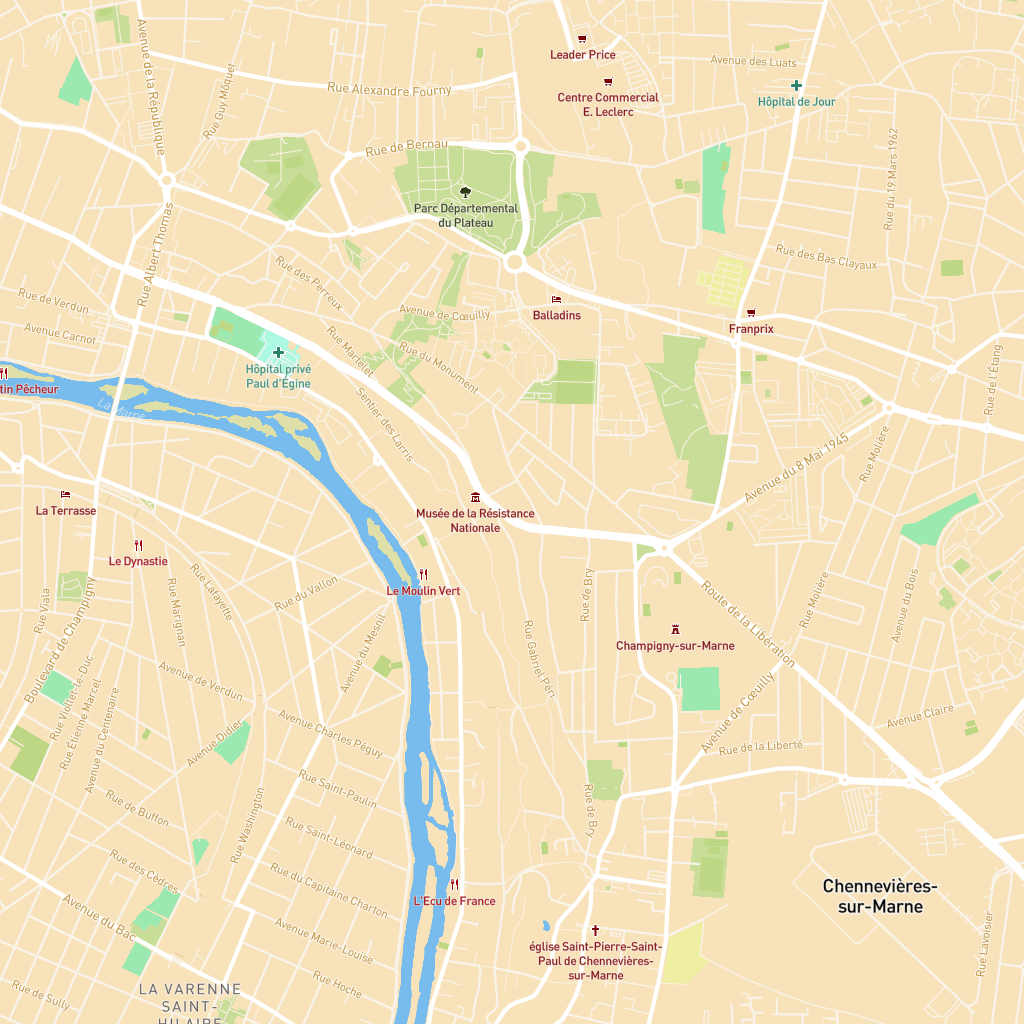 Leader Price
Avenue de la République
Avenue des Luats
Rue Alexandre Fourny
Rue Guy Môquet
Centre Commercial
E. Leclerc
Hôpital de Jour
Rue de Bernau
Rue du 19 Mars 1962
Parc Départemental
du Plateau
Rue Albert Thomas
Rue des Bas Clayaux
Rue des Perreux
Rue de Verdun
Avenue de Cœuilly
Balladins
Franprix
Avenue Carnot
Rue Martelet
Rue du Monument
Rue de l'Étang
Hôpital privé
Paul d'Égine
tin Pêcheur
La Marne
Sentier des Larris
Avenue du 8 Mai 1945
Rue Molière
La Terrasse
Musée de la Résistance
Nationale
Le Dynastie
Le Moulin Vert
Rue Lafayette
Rue du Vallon
Rue Marignan
Rue Viala
Boulevard de Champigny
Avenue du Mesnil
Rue de Bry
Rue Molière
Avenue du Bois
Route de la Libération
Rue Gabriel Péri
Champigny-sur-Marne
Rue Viollet-le-Duc
Rue Étienne Marcel
Avenue du Centenaire
Avenue de Verdun
Avenue Didier
Avenue Charles Péguy
Avenue de Cœuilly
Avenue Claire
Rue de la Liberté
Rue Saint-Paulin
Rue de Buffon
Rue Washington
Rue Saint-Léonard
Rue de Bry
Rue des Cèdres
Rue du Capitaine Charton
L'Ecu de France
Chennevières-
sur-Marne
Avenue du Bac
Avenue Marie-Louise
église Saint-Pierre-Saint-
Paul de Chennevières-
sur-Marne
Rue Lavoisier
Rue de Sully
Rue Hoche
LA VARENNE
SAINT-
HILAIRE